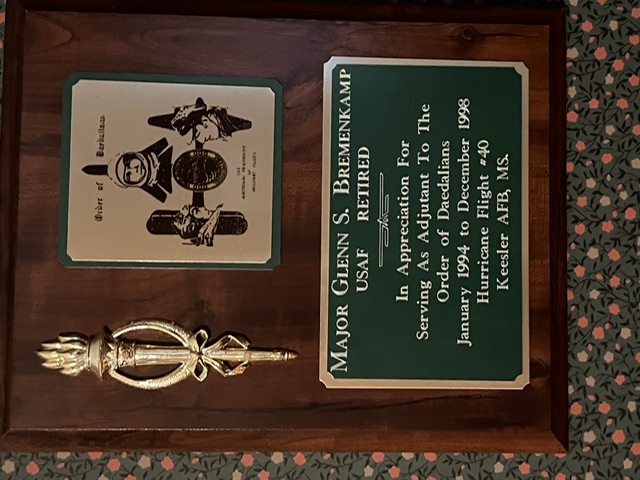 Order of Daedalians
THE
NATIONAL FRATERNITY
OF
MILITARY PILOTS
MAJOR GLENN S. BREMENKAMP
USAF RETIRED
In Appreciation For
Serving As Adjutant To The
Order of Daedalians
January 1994 to December 1998
Hurricane Flight #40
Keesler AFB, MS.